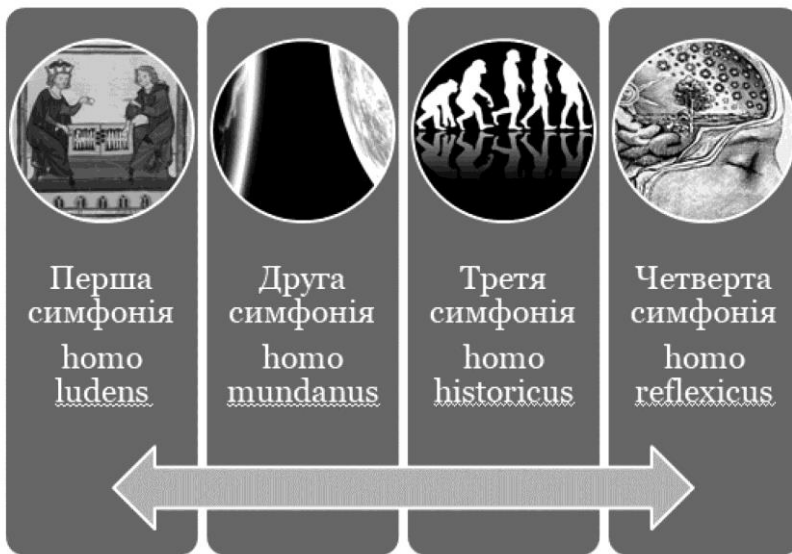 Перша
симфонія
homo
ludens
Друга
симфонія
homo
mundanus
Третя
симфонія
homo
historicus
Четверта
симфонія
homo
reflexicus